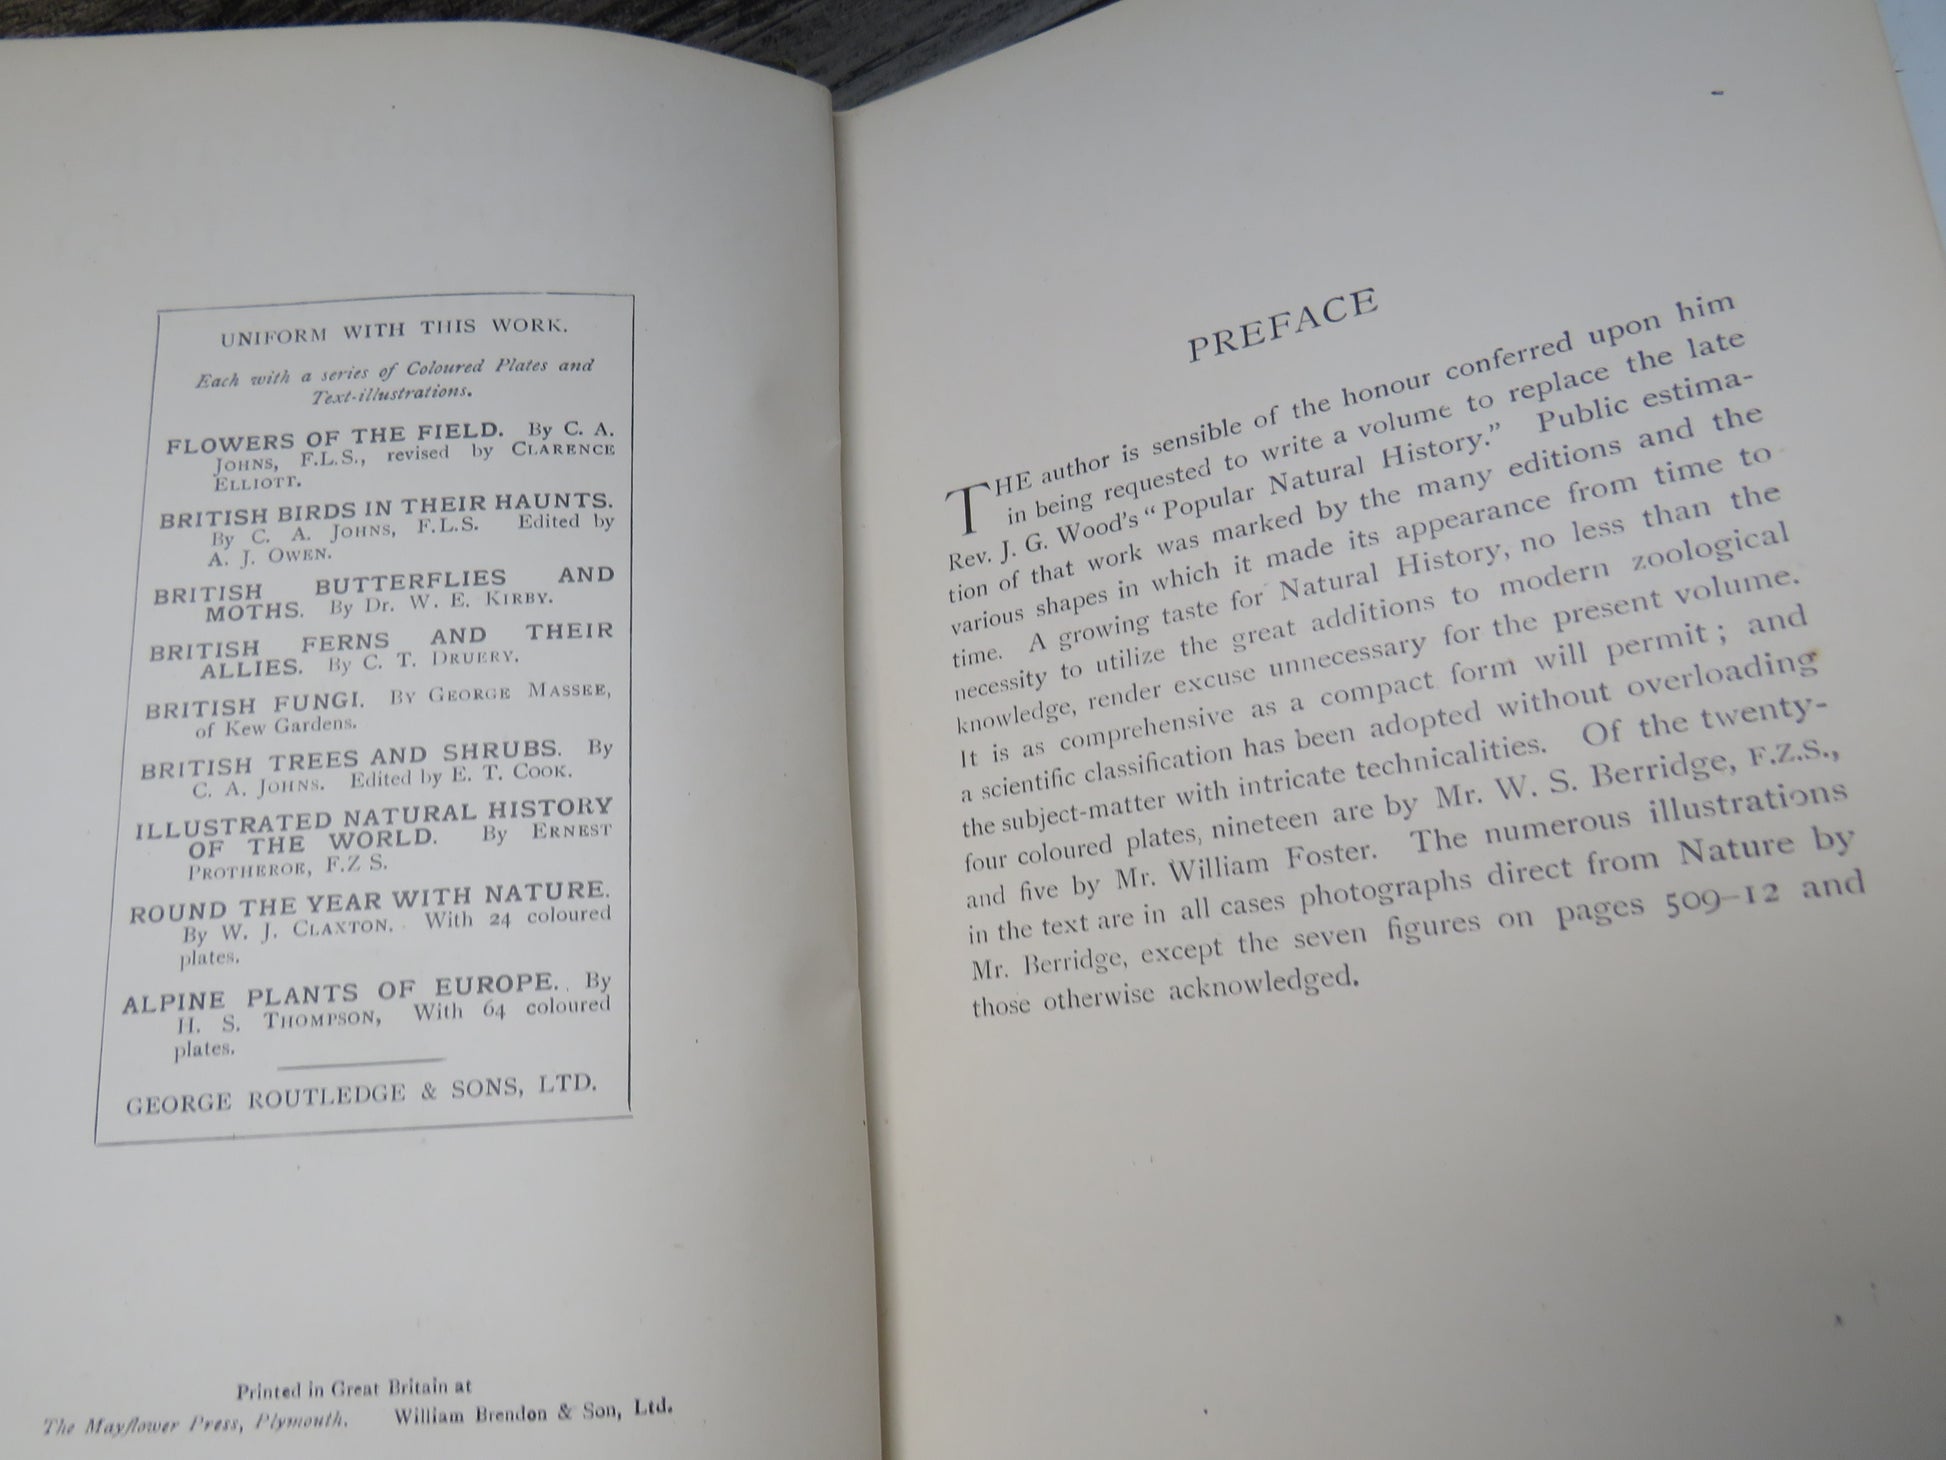 UNIFORM WITH THIS WORK.
Each with a series of Coloured Plates and
Text-illustrations.
FLOWERS OF THE FIELD. By C. A.
JOHNS, F.L.S., revised by CLARENCE
ELLIOTT.
BRITISH BIRDS IN THEIR HAUNTS.
By C. A. JOHNS, F.L.S. Edited by
A. J. OWEN.
BRITISH BUTTERFLIES AND
MOTHS. By Dr. W. E. KIRBY.
BRITISH FERNS AND THEIR
ALLIES. By C. T. DRUERY.
BRITISH FUNGI. BY GEORGE MASSEE,
of Kew Gardens.
BRITISH TREES AND SHRUBS. By
C. A. JOHNS. Edited by E. T. COOK.
ILLUSTRATED NATURAL HISTORY
OF THE WORLD. By ERNEST
PROTHEROE, F.Z S.
ROUND THE YEAR WITH NATURE.
By W. J. CLAXTON. With 24 coloured
plates.
ALPINE PLANTS OF EUROPE. By
H. S. THOMPSON, With 64 coloured
plates.
GEORGE ROUTLEDGE & SONS, LTD.
Printed in Great Britain at
The Mayflower Press, Plymouth. William Brendon & Son, Ltd.
PREFACE
THE author is sensible of the honour conferred upon him
in being requested to write a volume to replace the late
Rev. J. G. Wood's "Popular Natural History." Public estima-
tion of that work was marked by the many editions and the
various shapes in which it made its appearance from time to
time. A growing taste for Natural History, no less than the
necessity to utilize the great additions to modern zoological
knowledge, render excuse unnecessary for the present volume.
It is as comprehensive as a compact form will permit; and
a scientific classification has been adopted without overloading
the subject-matter with intricate technicalities. Of the twenty-
four coloured plates, nineteen are by Mr. W. S. Berridge, F.Z.S.,
and five by Mr. William Foster. The numerous illustrations
in the text are in all cases photographs direct from Nature by
Mr. Berridge, except the seven figures on pages 509-12 and
those otherwise acknowledged.